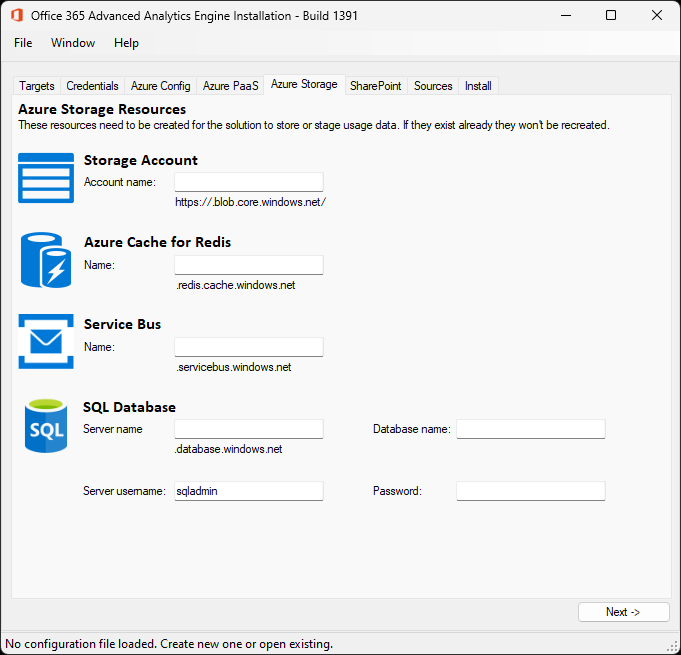 Office 365 Advanced Analytics Engine Installation - Build 1391
File Window Help
Targets Credentials Azure Config Azure PaaS Azure Storage SharePoint Sources Install
Azure Storage Resources
These resources need to be created for the solution to store or stage usage data. If they exist already they won't be recreated.
Storage Account
Account name:
https://.blob.core.windows.net/
Azure Cache for Redis
Name:
.redis.cache.windows.net
Service Bus
Name:
.servicebus.windows.net
SQL
SQL Database
Server name Database name:
.database.windows.net
Server username: sqladmin Password:
Next ->
No configuration file loaded. Create new one or open existing.